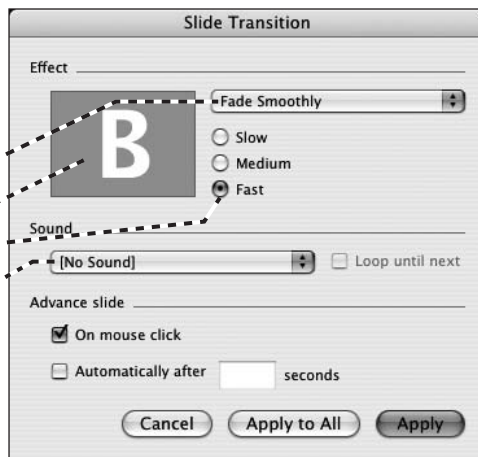 Slide Transition
Effect
B
Fade Smoothly
Slow
Medium
Fast
Sound
[No Sound]
Loop until next
Advance slide
On mouse click
Automatically after
seconds
Cancel
Apply to All
Apply